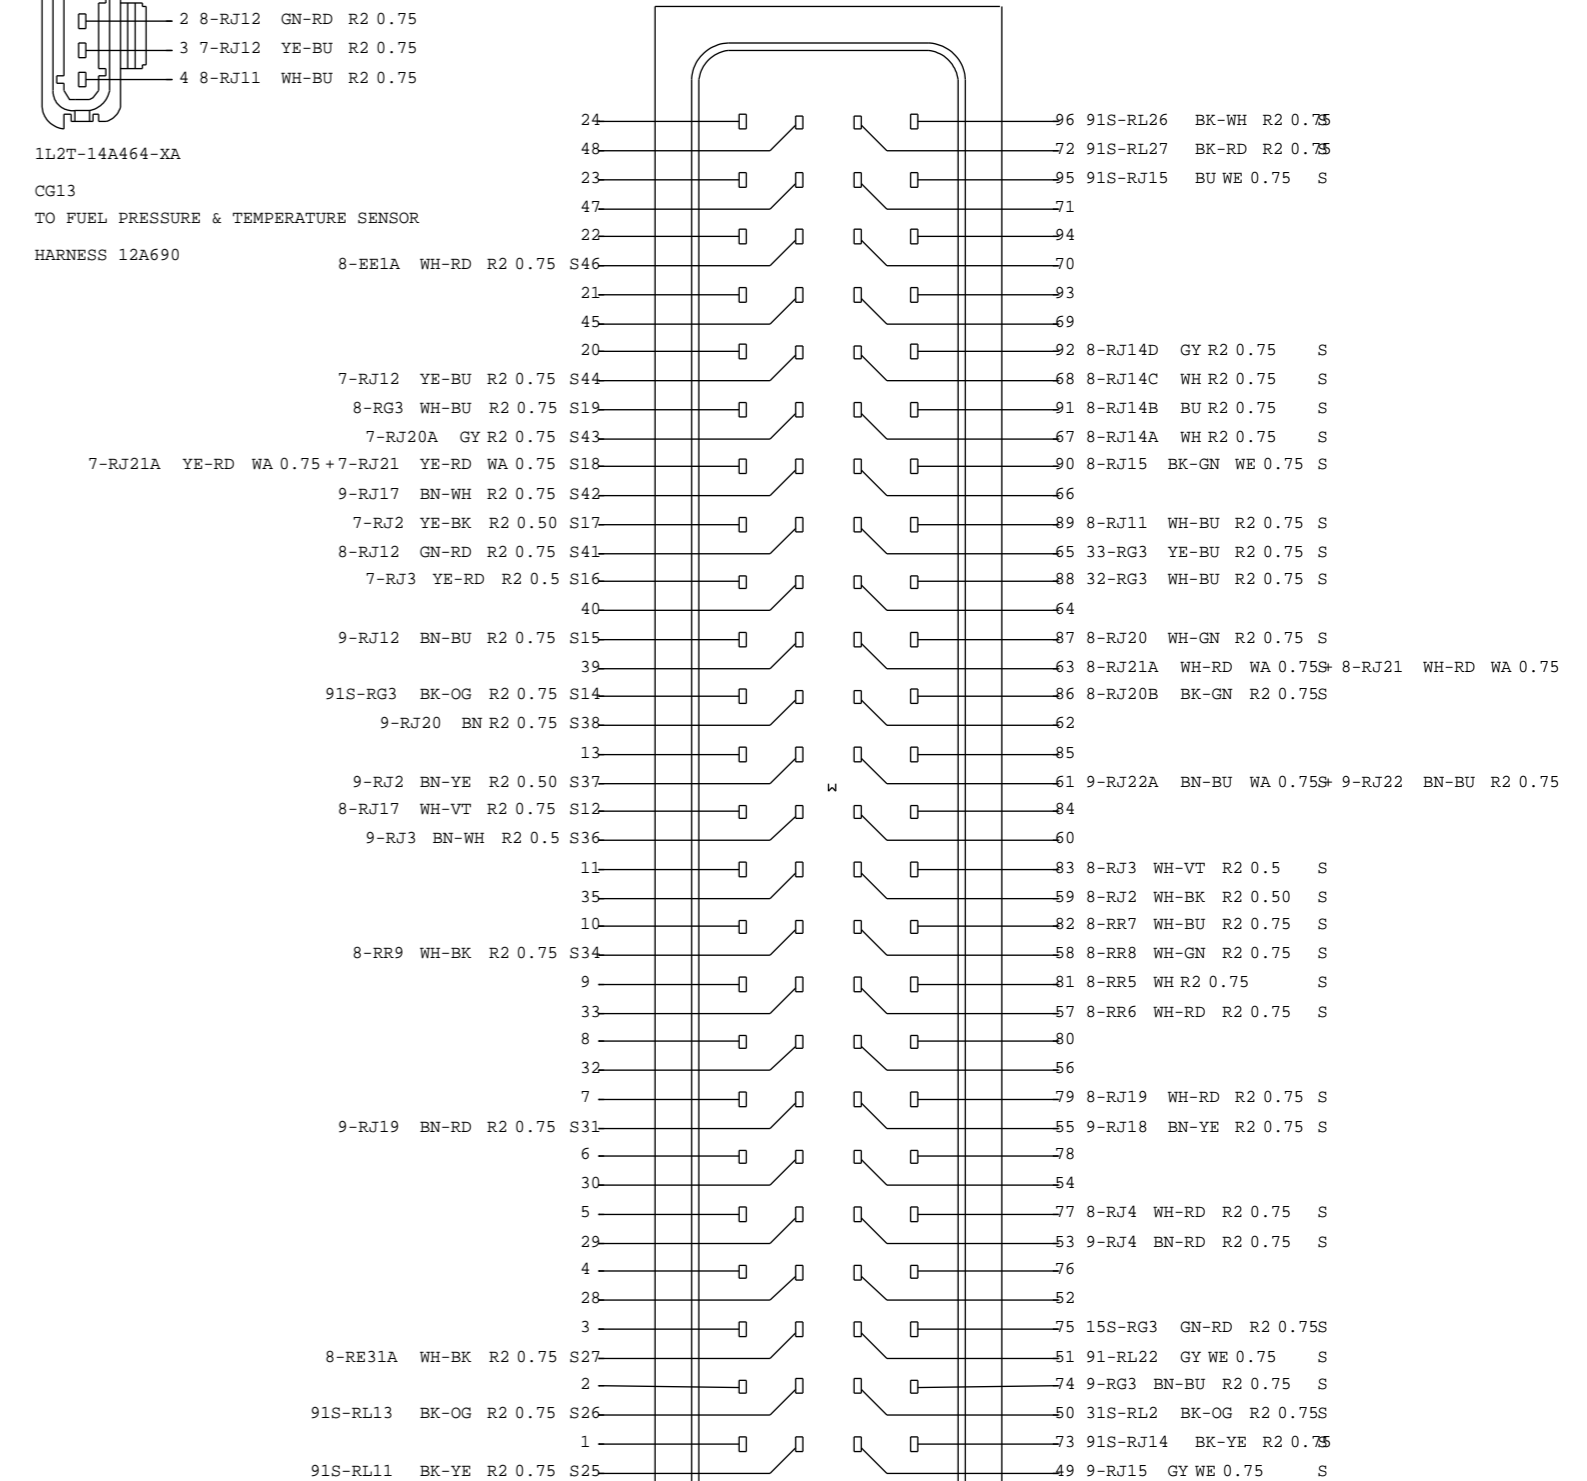 2 8-RJ12 GN-RD R2 0.75
3 7-RJ12 YE-BU R2 0.75
4 8-RJ11 WH-BU R2 0.75
1L2T-14A464-XA
CG13
TO FUEL PRESSURE & TEMPERATURE SENSOR
HARNESS 12A690
24 96 91S-RL26 BK-WH R2 0.75 S
48 72 91S-RL27 BK-RD R2 0.75 S
23 95 91S-RJ15 BU WE 0.75 S
47 71
22 94
8-EE1A WH-RD R2 0.75 S46 70
21 93
45 69
20 92 8-RJ14D GY R2 0.75 S
7-RJ12 YE-BU R2 0.75 S44 68 8-RJ14C WH R2 0.75 S
8-RG3 WH-BU R2 0.75 S19 91 8-RJ14B BU R2 0.75 S
7-RJ20A GY R2 0.75 S43 67 8-RJ14A WH R2 0.75 S
7-RJ21A YE-RD WA 0.75 +7-RJ21 YE-RD WA 0.75 S18 90 8-RJ15 BK-GN WE 0.75 S
9-RJ17 BN-WH R2 0.75 S42 66
7-RJ2 YE-BK R2 0.50 S17 89 8-RJ11 WH-BU R2 0.75 S
8-RJ12 GN-RD R2 0.75 S41 65 33-RG3 YE-BU R2 0.75 S
7-RJ3 YE-RD R2 0.5 S16 88 32-RG3 WH-BU R2 0.75 S
40 64
9-RJ12 BN-BU R2 0.75 S15 87 8-RJ20 WH-GN R2 0.75 S
39 63 8-RJ21A WH-RD WA 0.75S+ 8-RJ21 WH-RD WA 0.75
91S-RG3 BK-OG R2 0.75 S14 86 8-RJ20B BK-GN R2 0.75S
9-RJ20 BN R2 0.75 S38 62
13 85
9-RJ2 BN-YE R2 0.50 S37 61 9-RJ22A BN-BU WA 0.75S+ 9-RJ22 BN-BU R2 0.75
8-RJ17 WH-VT R2 0.75 S12 84
9-RJ3 BN-WH R2 0.5 S36 60
11 83 8-RJ3 WH-VT R2 0.5 S
35 59 8-RJ2 WH-BK R2 0.50 S
10 82 8-RR7 WH-BU R2 0.75 S
8-RR9 WH-BK R2 0.75 S34 58 8-RR8 WH-GN R2 0.75 S
9 81 8-RR5 WH R2 0.75 S
33 57 8-RR6 WH-RD R2 0.75 S
8 80
32 56
7 79 8-RJ19 WH-RD R2 0.75 S
9-RJ19 BN-RD R2 0.75 S31 55 9-RJ18 BN-YE R2 0.75 S
6 78
30 54
5 77 8-RJ4 WH-RD R2 0.75 S
29 53 9-RJ4 BN-RD R2 0.75 S
4 76
28 52
3 75 15S-RG3 GN-RD R2 0.75S
8-RE31A WH-BK R2 0.75 S27 51 91-RL22 GY WE 0.75 S
2 74 9-RG3 BN-BU R2 0.75 S
91S-RL13 BK-OG R2 0.75 S26 50 31S-RL2 BK-OG R2 0.75S
1 73 91S-RJ14 BK-YE R2 0.75 S
91S-RL11 BK-YE R2 0.75 S25 49 9-RJ15 GY WE 0.75 S